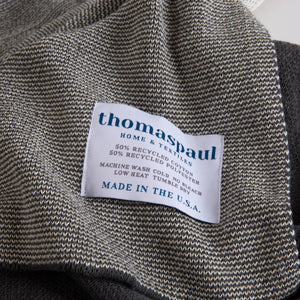 thomaspaul
HOME & TEXTILES
50% RECYCLED COTTON
50% RECYCLED POLYESTER
MACHINE WASH COLD NO BLEACH
LOW HEAT TUMBLE DRY
MADE IN THE U.S.A.